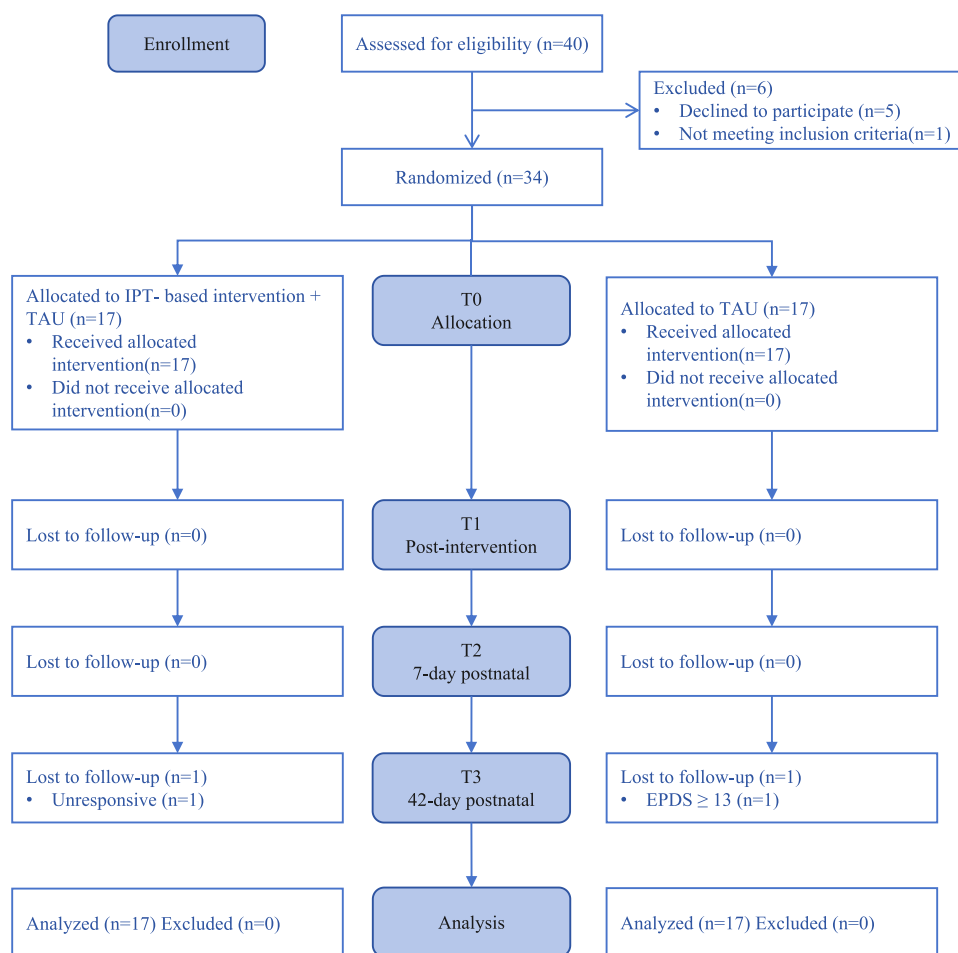 Enrollment
Assessed for eligibility (n=40)
Excluded (n=6)
• Declined to participate (n=5)
• Not meeting inclusion criteria(n=1)
Randomized (n=34)
Allocated to IPT- based intervention +
TAU (n=17)
• Received allocated
intervention(n=17)
• Did not receive allocated
intervention(n=0)
T0
Allocation
Allocated to TAU (n=17)
• Received allocated
intervention(n=17)
• Did not receive allocated
intervention(n=0)
Lost to follow-up (n=0)
T1
Post-intervention
Lost to follow-up (n=0)
Lost to follow-up (n=0)
T2
7-day postnatal
Lost to follow-up (n=0)
Lost to follow-up (n=1)
• Unresponsive (n=1)
T3
42-day postnatal
Lost to follow-up (n=1)
• EPDS ≥ 13 (n=1)
Analyzed (n=17) Excluded (n=0)
Analysis
Analyzed (n=17) Excluded (n=0)